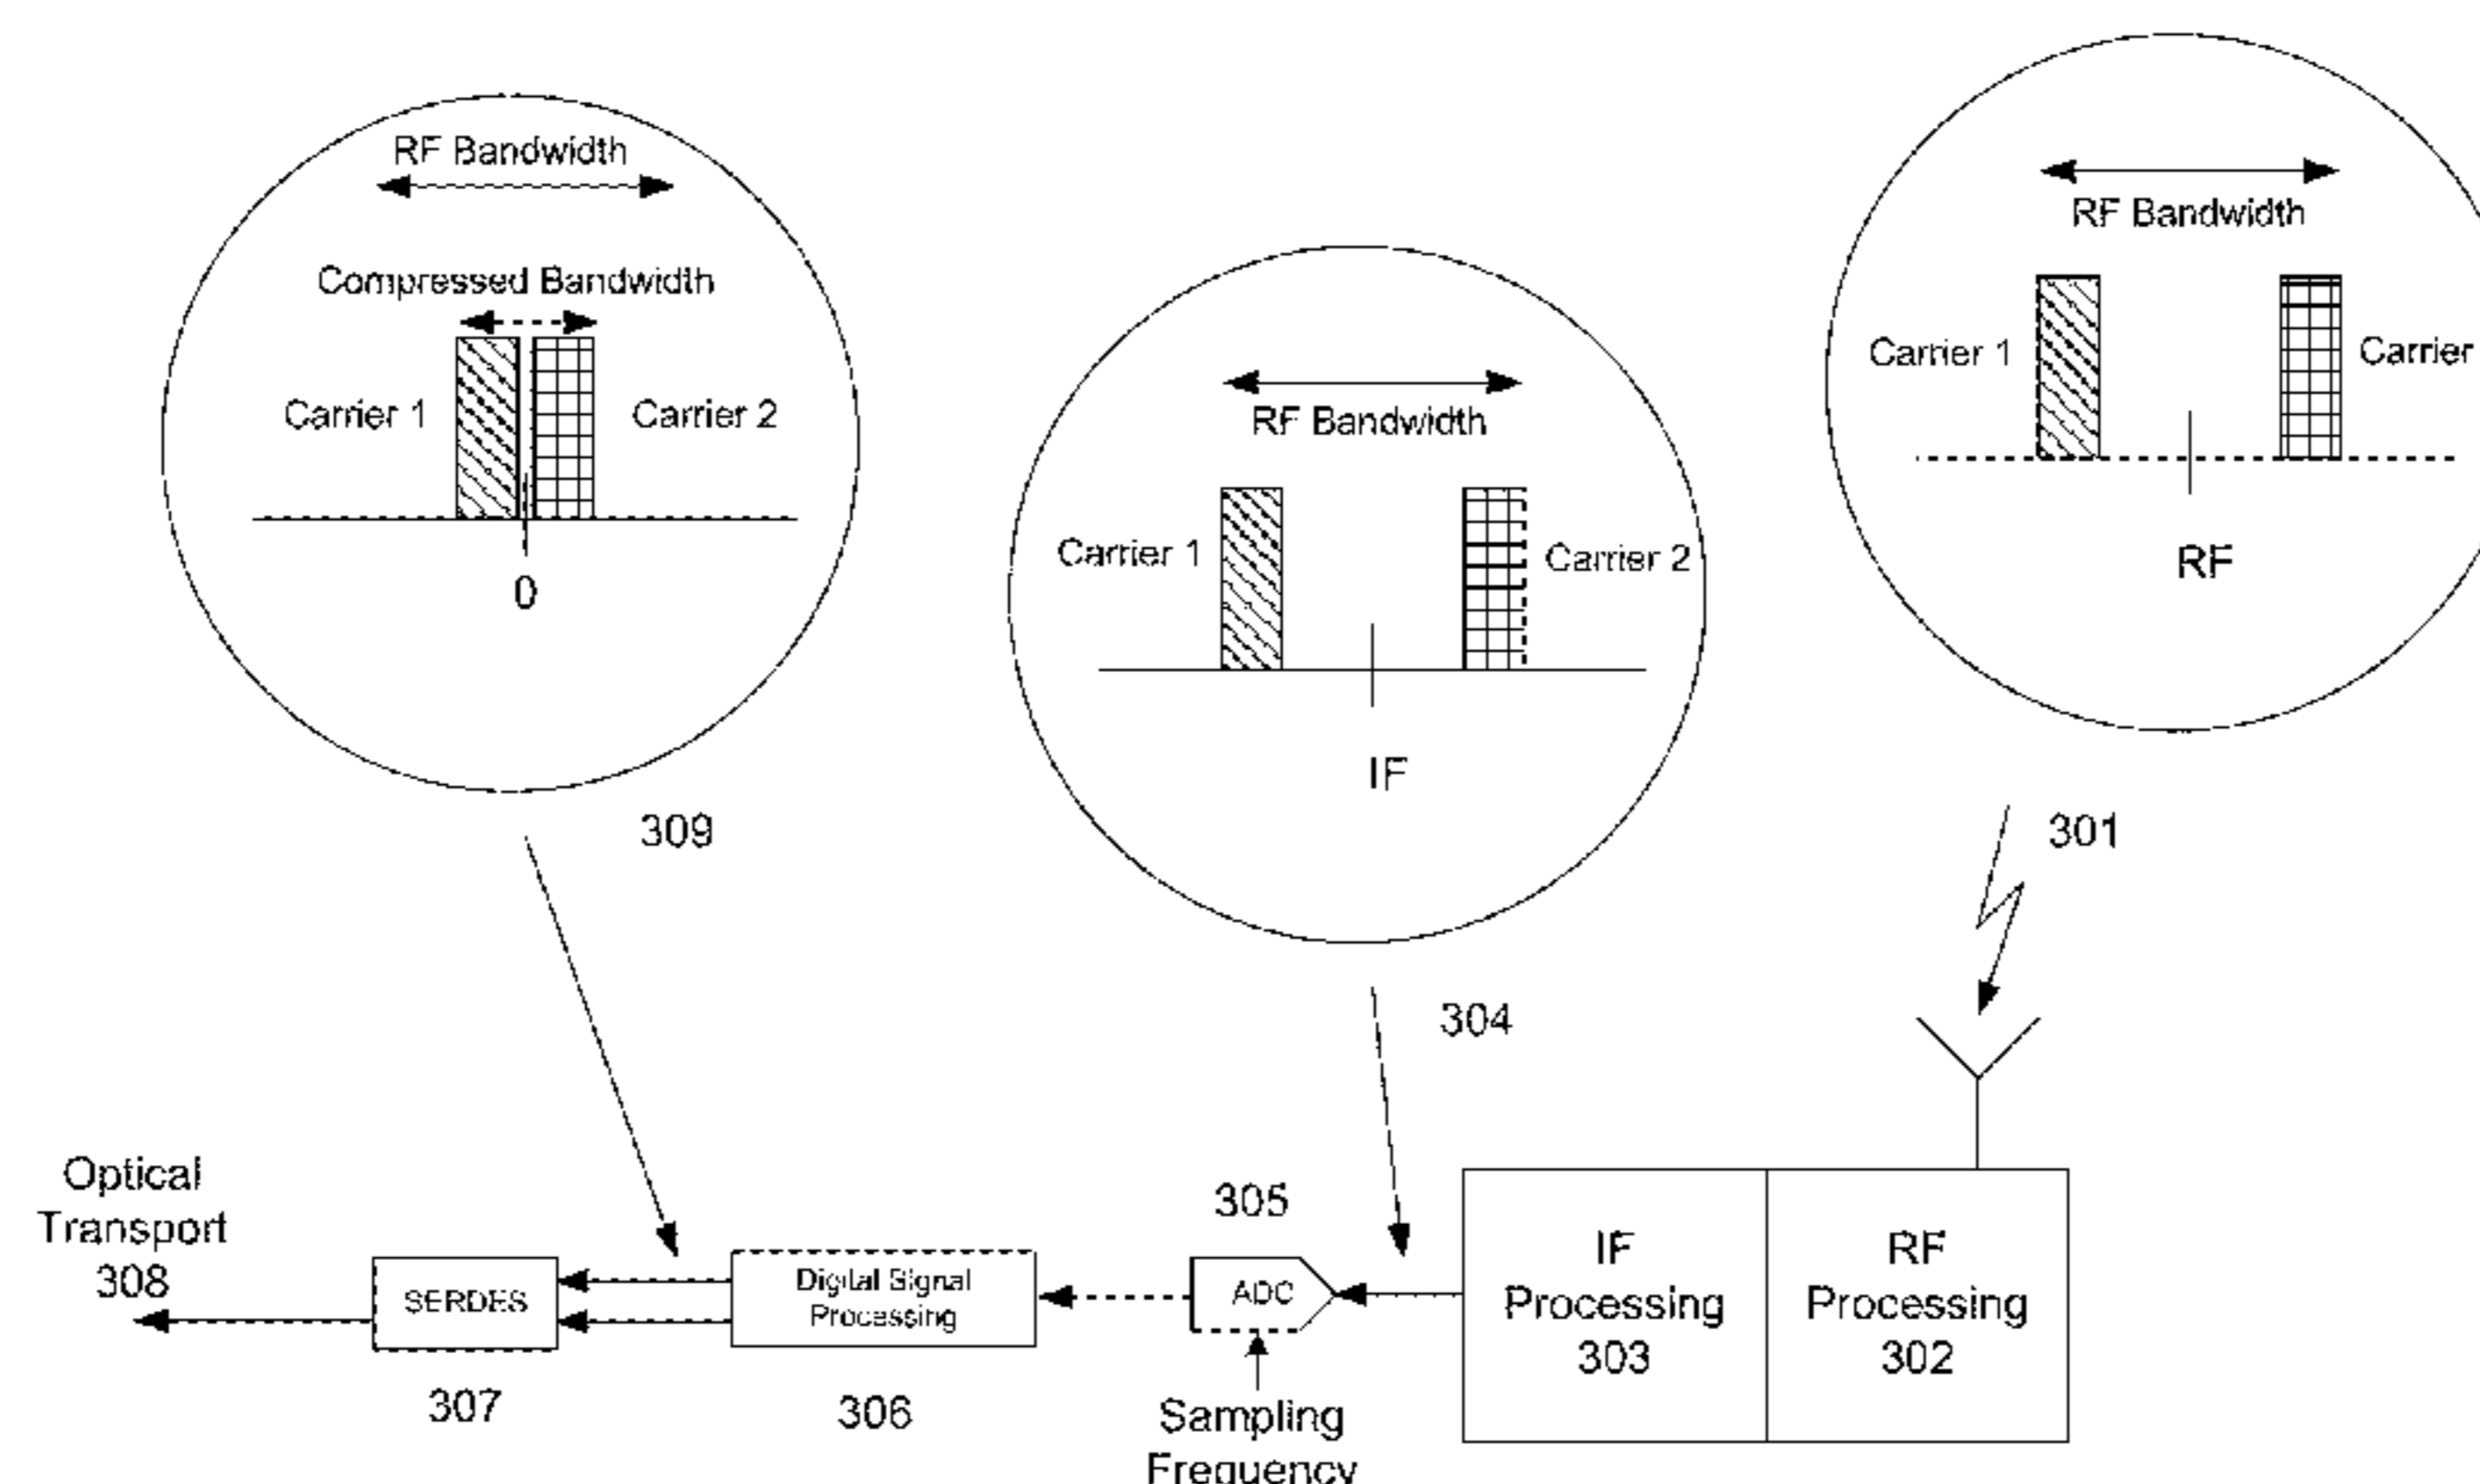 RF Bandwidth
Compressed Bandwidth
Carrier 1
Carrier 2
0
309
RF Bandwidth
Carrier 1
Carrier 2
IF
304
RF Bandwidth
Carrier 1
Carrier
RF
301
Optical
Transport
308
SERDES
307
Digital Signal
Processing
306
305
ADC
Sampling
Frequency
IF
Processing
303
RF
Processing
302